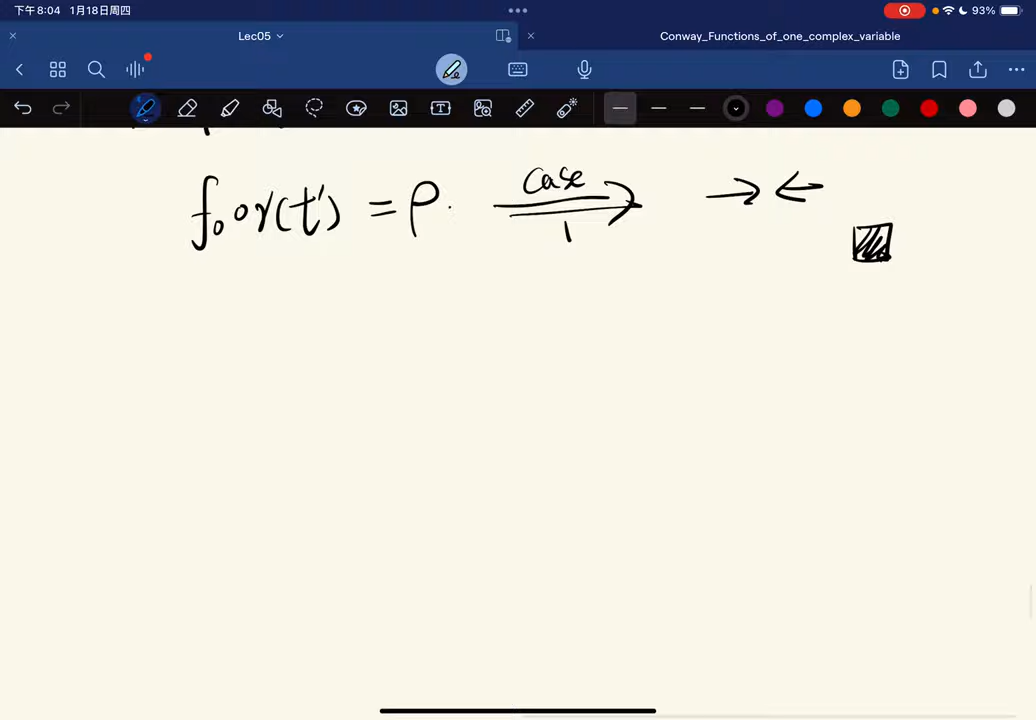 下午8:04 1月18日周四
93%
Lec05
Conway_Functions_of_one_complex_variable
f₀∘γ(t') = ρ. case 1 ⇒ →←